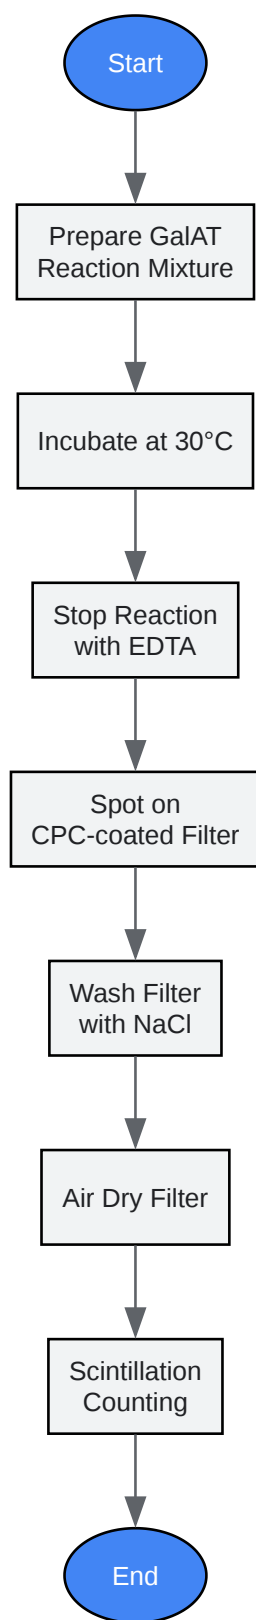 Start
Prepare GalAT
Reaction Mixture
Incubate at 30°C
Stop Reaction
with EDTA
Spot on
CPC-coated Filter
Wash Filter
with NaCl
Air Dry Filter
Scintillation
Counting
End